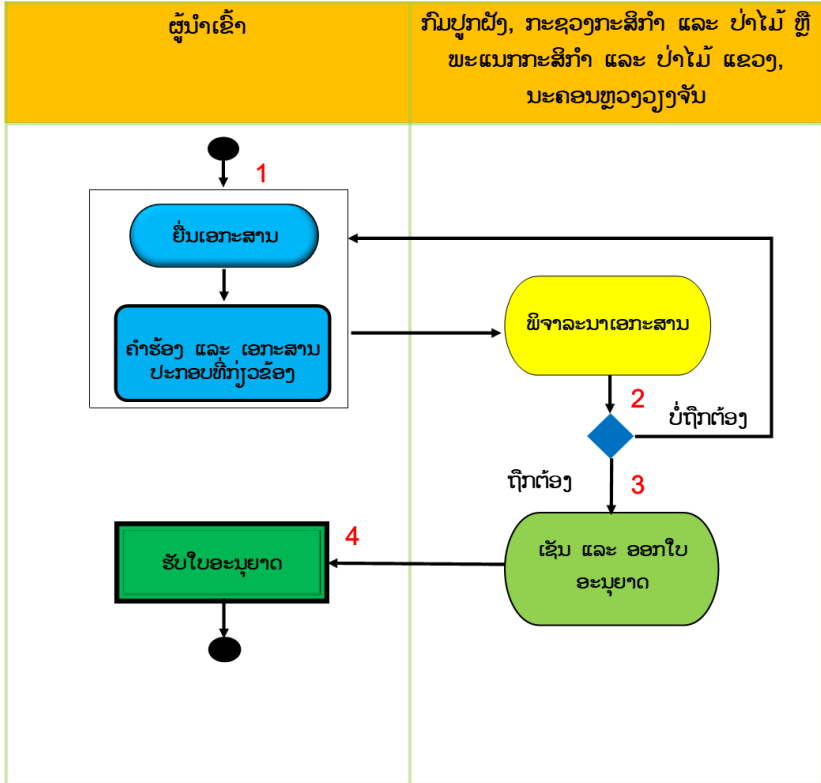 ຜູ້ນຳເຂົ້າ
ກົມປູກຝັງ, ກະຊວງກະສິກຳ ແລະ ປ່າໄມ້ ຫຼື
ພະແນກກະສິກຳ ແລະ ປ່າໄມ້ ແຂວງ,
ນະຄອນຫຼວງວຽງຈັນ
1
ຍື່ນເອກະສານ
ຄຳຮ້ອງ ແລະ ເອກະສານ
ປະກອບທີ່ກ່ຽວຂ້ອງ
ພິຈາລະນາເອກະສານ
2
ບໍ່ຖືກຕ້ອງ
ຖືກຕ້ອງ
3
ເຊັນ ແລະ ອອກໃບ
ອະນຸຍາດ
4
ຮັບໃບອະນຸຍາດ